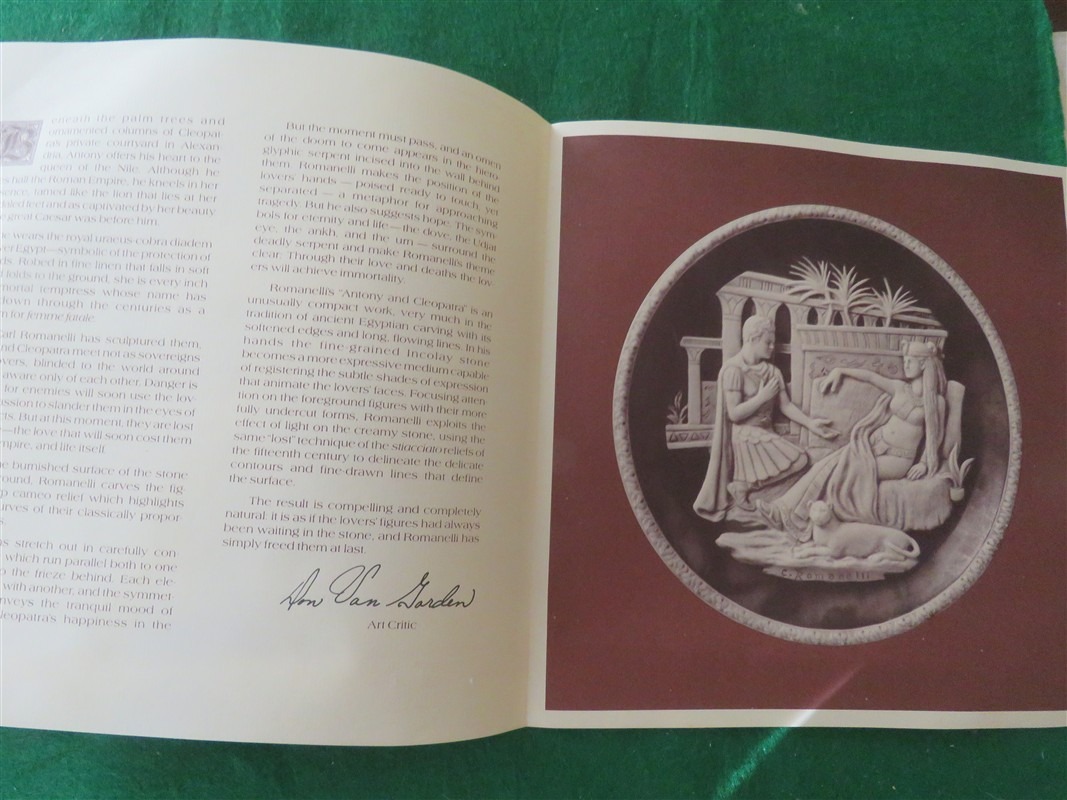 B
eneath the palm trees and
ornamented columns of Cleopat-
ra's private courtyard in Alexan
dria, Antony offers his heart to the
queen of the Nile. Although he
shall the Roman Empire, he kneels in her
tamed like the lion that lies at her
feet and as captivated by her beauty
great Caesar was before him.
wears the royal uraeus-cobra diadem
Egypt—symbolic of the protection of
Robed in fine linen that falls in soft
folds to the ground, she is every inch
temptress whose name has
down through the centuries as a
for femme fatale.
Romanelli has sculptured them,
and Cleopatra meet not as sovereigns
blinded to the world around
aware only of each other. Danger is
for enemies will soon use the lov-
to slander them in the eyes of
But at this moment, they are lost
—the love that will soon cost them
and life itself.
burnished surface of the stone
Romanelli carves the fig-
cameo relief which highlights
of their classically propor-
stretch out in carefully con
which run parallel both to one
the frieze behind. Each ele-
with another, and the symmet-
the tranquil mood of
happiness in the
But the moment must pass, and an omen
of the doom to come appears in the hiero-
glyphic serpent incised into the wall behind
them. Romanelli makes the position of the
lovers' hands — poised ready to touch, yet
separated — a metaphor for approaching
tragedy. But he also suggests hope. The sym-
bols for eternity and life—the dove, the Udjat
eye, the ankh, and the urn — surround the
deadly serpent and make Romanelli's theme
clear: Through their love and deaths the lov-
ers will achieve immortality.
Romanelli's "Antony and Cleopatra" is an
unusually compact work, very much in the
tradition of ancient Egyptian carving with its
softened edges and long, flowing lines. In his
hands the fine-grained Incolay stone
becomes a more expressive medium capable
of registering the subtle shades of expression
that animate the lovers' faces. Focusing atten-
tion on the foreground figures with their more
fully undercut forms, Romanelli exploits the
effect of light on the creamy stone, using the
same "lost" technique of the stiacciato reliefs of
the fifteenth century to delineate the delicate
contours and fine-drawn lines that define
the surface.
The result is compelling and completely
natural: it is as if the lovers' figures had always
been waiting in the stone, and Romanelli has
simply freed them at last.
Don Van Gorden
Art Critic
C. Romanelli